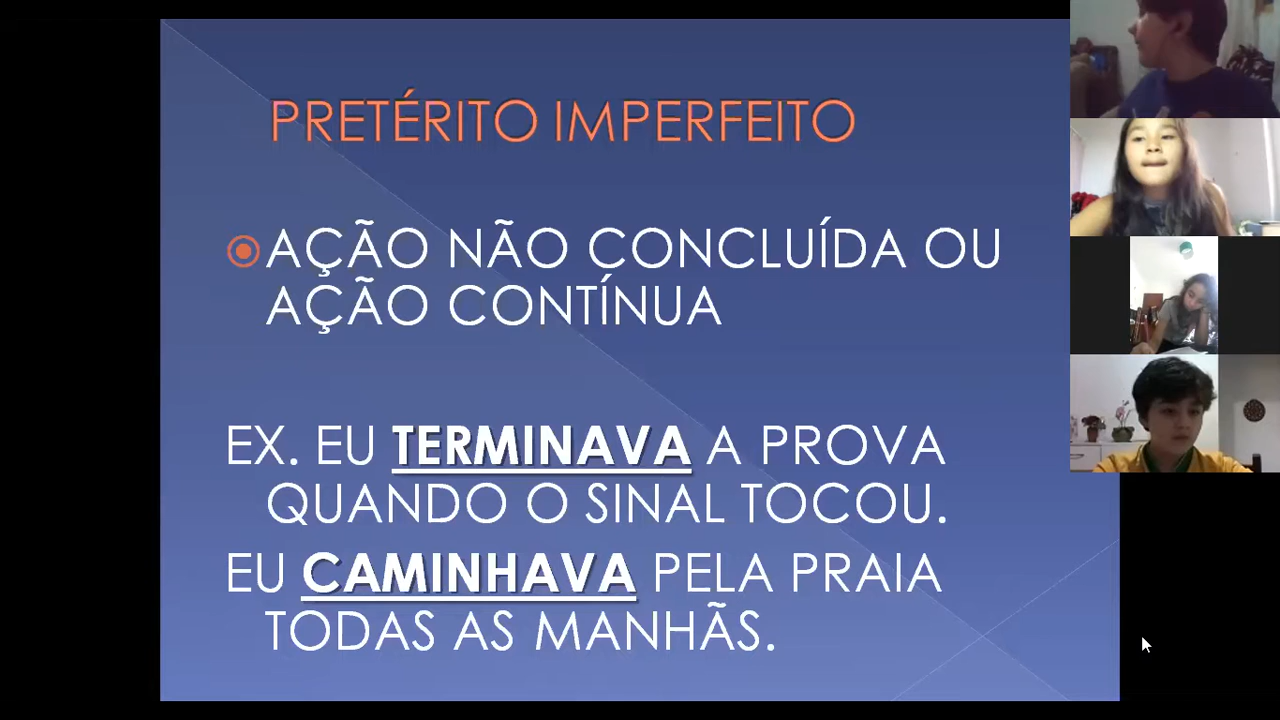 PRETÉRITO IMPERFEITO
AÇÃO NÃO CONCLUÍDA OU
AÇÃO CONTÍNUA
EX. EU TERMINAVA A PROVA
QUANDO O SINAL TOCOU.
EU CAMINHAVA PELA PRAIA
TODAS AS MANHÃS.